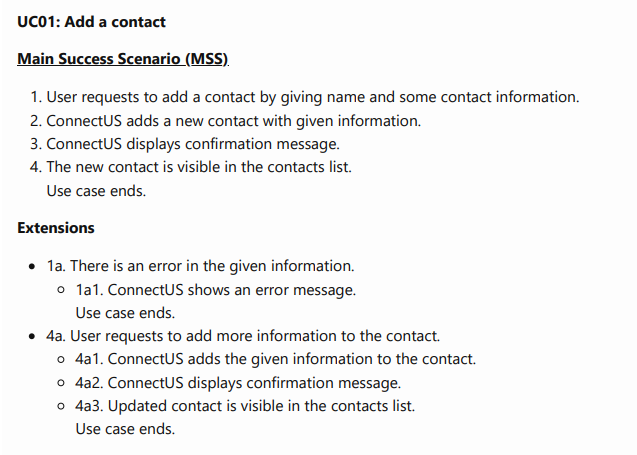 UC01: Add a contact
Main Success Scenario (MSS)
1. User requests to add a contact by giving name and some contact information.
2. ConnectUS adds a new contact with given information.
3. ConnectUS displays confirmation message.
4. The new contact is visible in the contacts list.
Use case ends.
Extensions
• 1a. There is an error in the given information.
◦ 1a1. ConnectUS shows an error message.
Use case ends.
• 4a. User requests to add more information to the contact.
◦ 4a1. ConnectUS adds the given information to the contact.
◦ 4a2. ConnectUS displays confirmation message.
◦ 4a3. Updated contact is visible in the contacts list.
Use case ends.